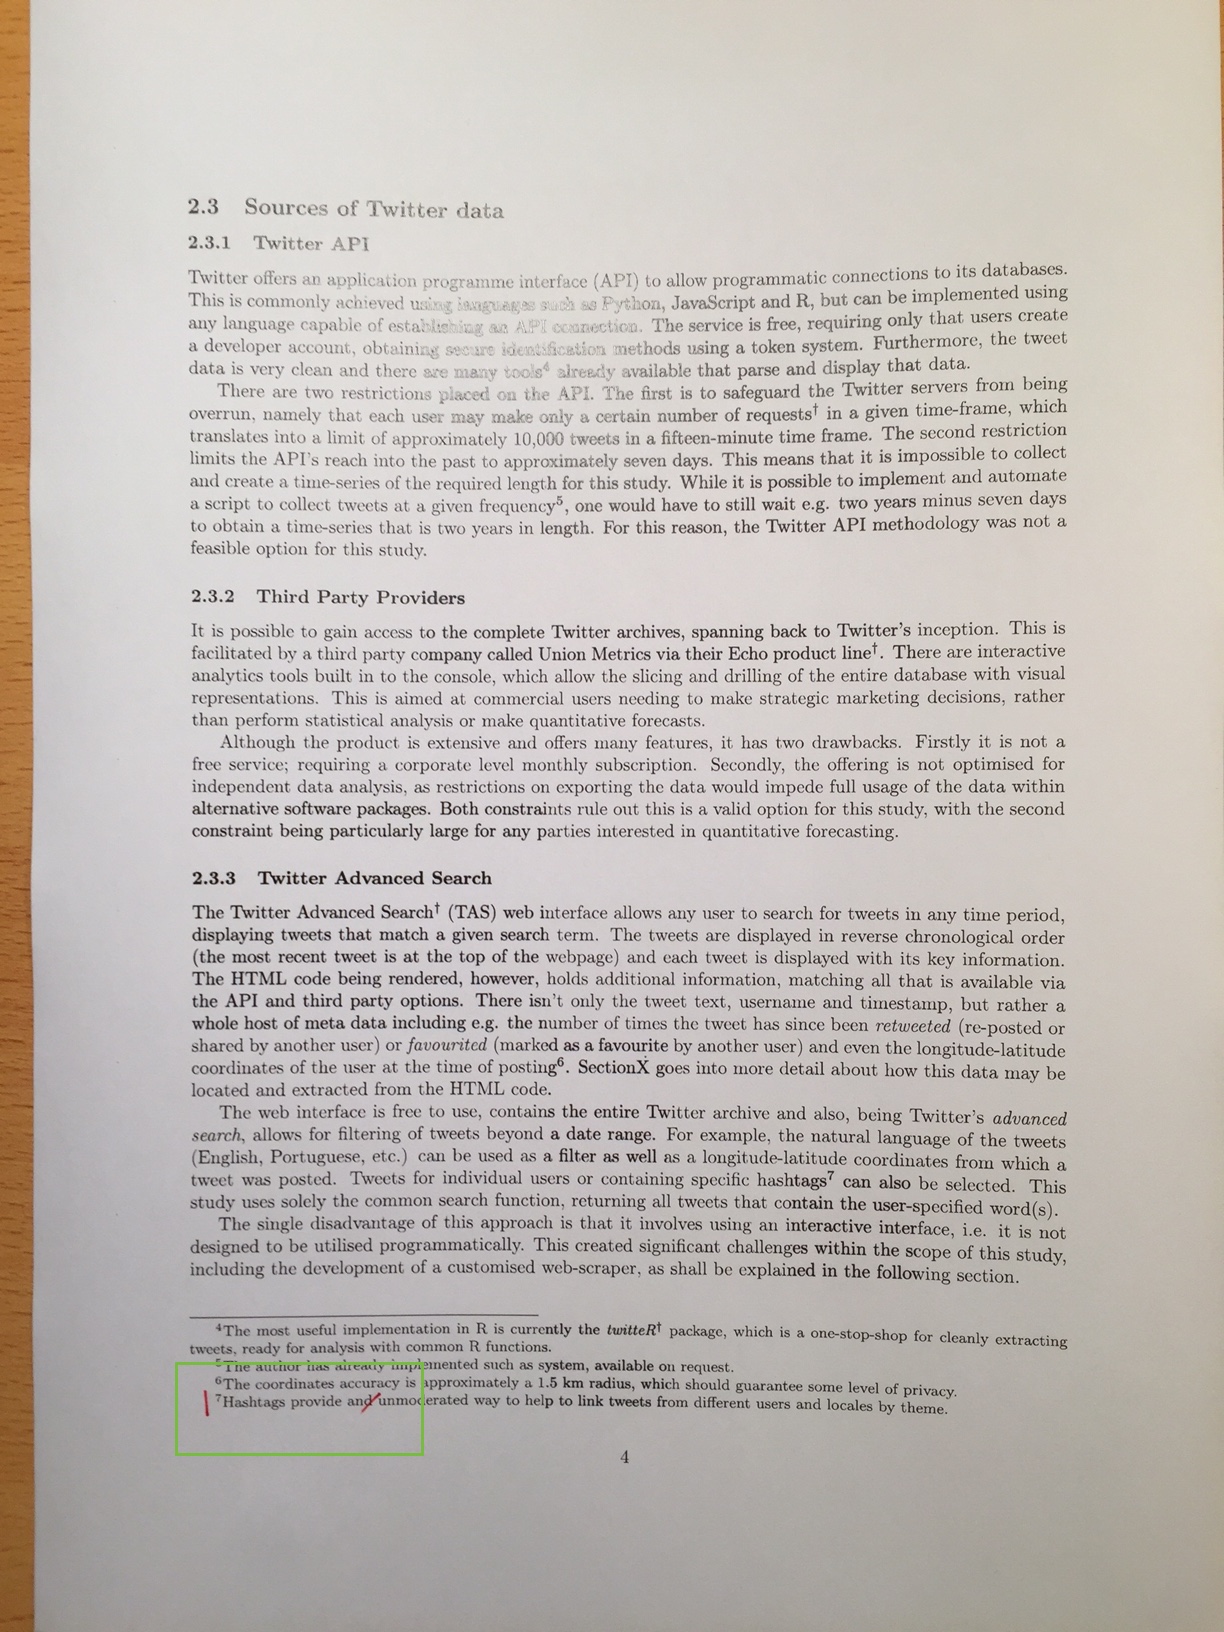 2.3 Sources of Twitter data
2.3.1 Twitter API
Twitter offers an application programme interface (API) to allow programmatic connections to its databases.
This is commonly achieved using languages such as Python, JavaScript and R, but can be implemented using
any language capable of establishing an API connection. The service is free, requiring only that users create
a developer account, obtaining secure identification methods using a token system. Furthermore, the tweet
data is very clean and there are many tools⁴ already available that parse and display that data.
There are two restrictions placed on the API. The first is to safeguard the Twitter servers from being
overrun, namely that each user may make only a certain number of requests† in a given time-frame, which
translates into a limit of approximately 10,000 tweets in a fifteen-minute time frame. The second restriction
limits the API's reach into the past to approximately seven days. This means that it is impossible to collect
and create a time-series of the required length for this study. While it is possible to implement and automate
a script to collect tweets at a given frequency⁵, one would have to still wait e.g. two years minus seven days
to obtain a time-series that is two years in length. For this reason, the Twitter API methodology was not a
feasible option for this study.
2.3.2 Third Party Providers
It is possible to gain access to the complete Twitter archives, spanning back to Twitter's inception. This is
facilitated by a third party company called Union Metrics via their Echo product line†. There are interactive
analytics tools built in to the console, which allow the slicing and drilling of the entire database with visual
representations. This is aimed at commercial users needing to make strategic marketing decisions, rather
than perform statistical analysis or make quantitative forecasts.
Although the product is extensive and offers many features, it has two drawbacks. Firstly it is not a
free service; requiring a corporate level monthly subscription. Secondly, the offering is not optimised for
independent data analysis, as restrictions on exporting the data would impede full usage of the data within
alternative software packages. Both constraints rule out this is a valid option for this study, with the second
constraint being particularly large for any parties interested in quantitative forecasting.
2.3.3 Twitter Advanced Search
The Twitter Advanced Search† (TAS) web interface allows any user to search for tweets in any time period,
displaying tweets that match a given search term. The tweets are displayed in reverse chronological order
(the most recent tweet is at the top of the webpage) and each tweet is displayed with its key information.
The HTML code being rendered, however, holds additional information, matching all that is available via
the API and third party options. There isn't only the tweet text, username and timestamp, but rather a
whole host of meta data including e.g. the number of times the tweet has since been retweeted (re-posted or
shared by another user) or favourited (marked as a favourite by another user) and even the longitude-latitude
coordinates of the user at the time of posting⁶. SectionX goes into more detail about how this data may be
located and extracted from the HTML code.
The web interface is free to use, contains the entire Twitter archive and also, being Twitter's advanced
search, allows for filtering of tweets beyond a date range. For example, the natural language of the tweets
(English, Portuguese, etc.) can be used as a filter as well as a longitude-latitude coordinates from which a
tweet was posted. Tweets for individual users or containing specific hashtags⁷ can also be selected. This
study uses solely the common search function, returning all tweets that contain the user-specified word(s).
The single disadvantage of this approach is that it involves using an interactive interface, i.e. it is not
designed to be utilised programmatically. This created significant challenges within the scope of this study,
including the development of a customised web-scraper, as shall be explained in the following section.
⁴The most useful implementation in R is currently the twitteR† package, which is a one-stop-shop for cleanly extracting
tweets, ready for analysis with common R functions.
⁵The author has already implemented such as system, available on request.
⁶The coordinates accuracy is approximately a 1.5 km radius, which should guarantee some level of privacy.
⁷Hashtags provide and unmoderated way to help to link tweets from different users and locales by theme.
4